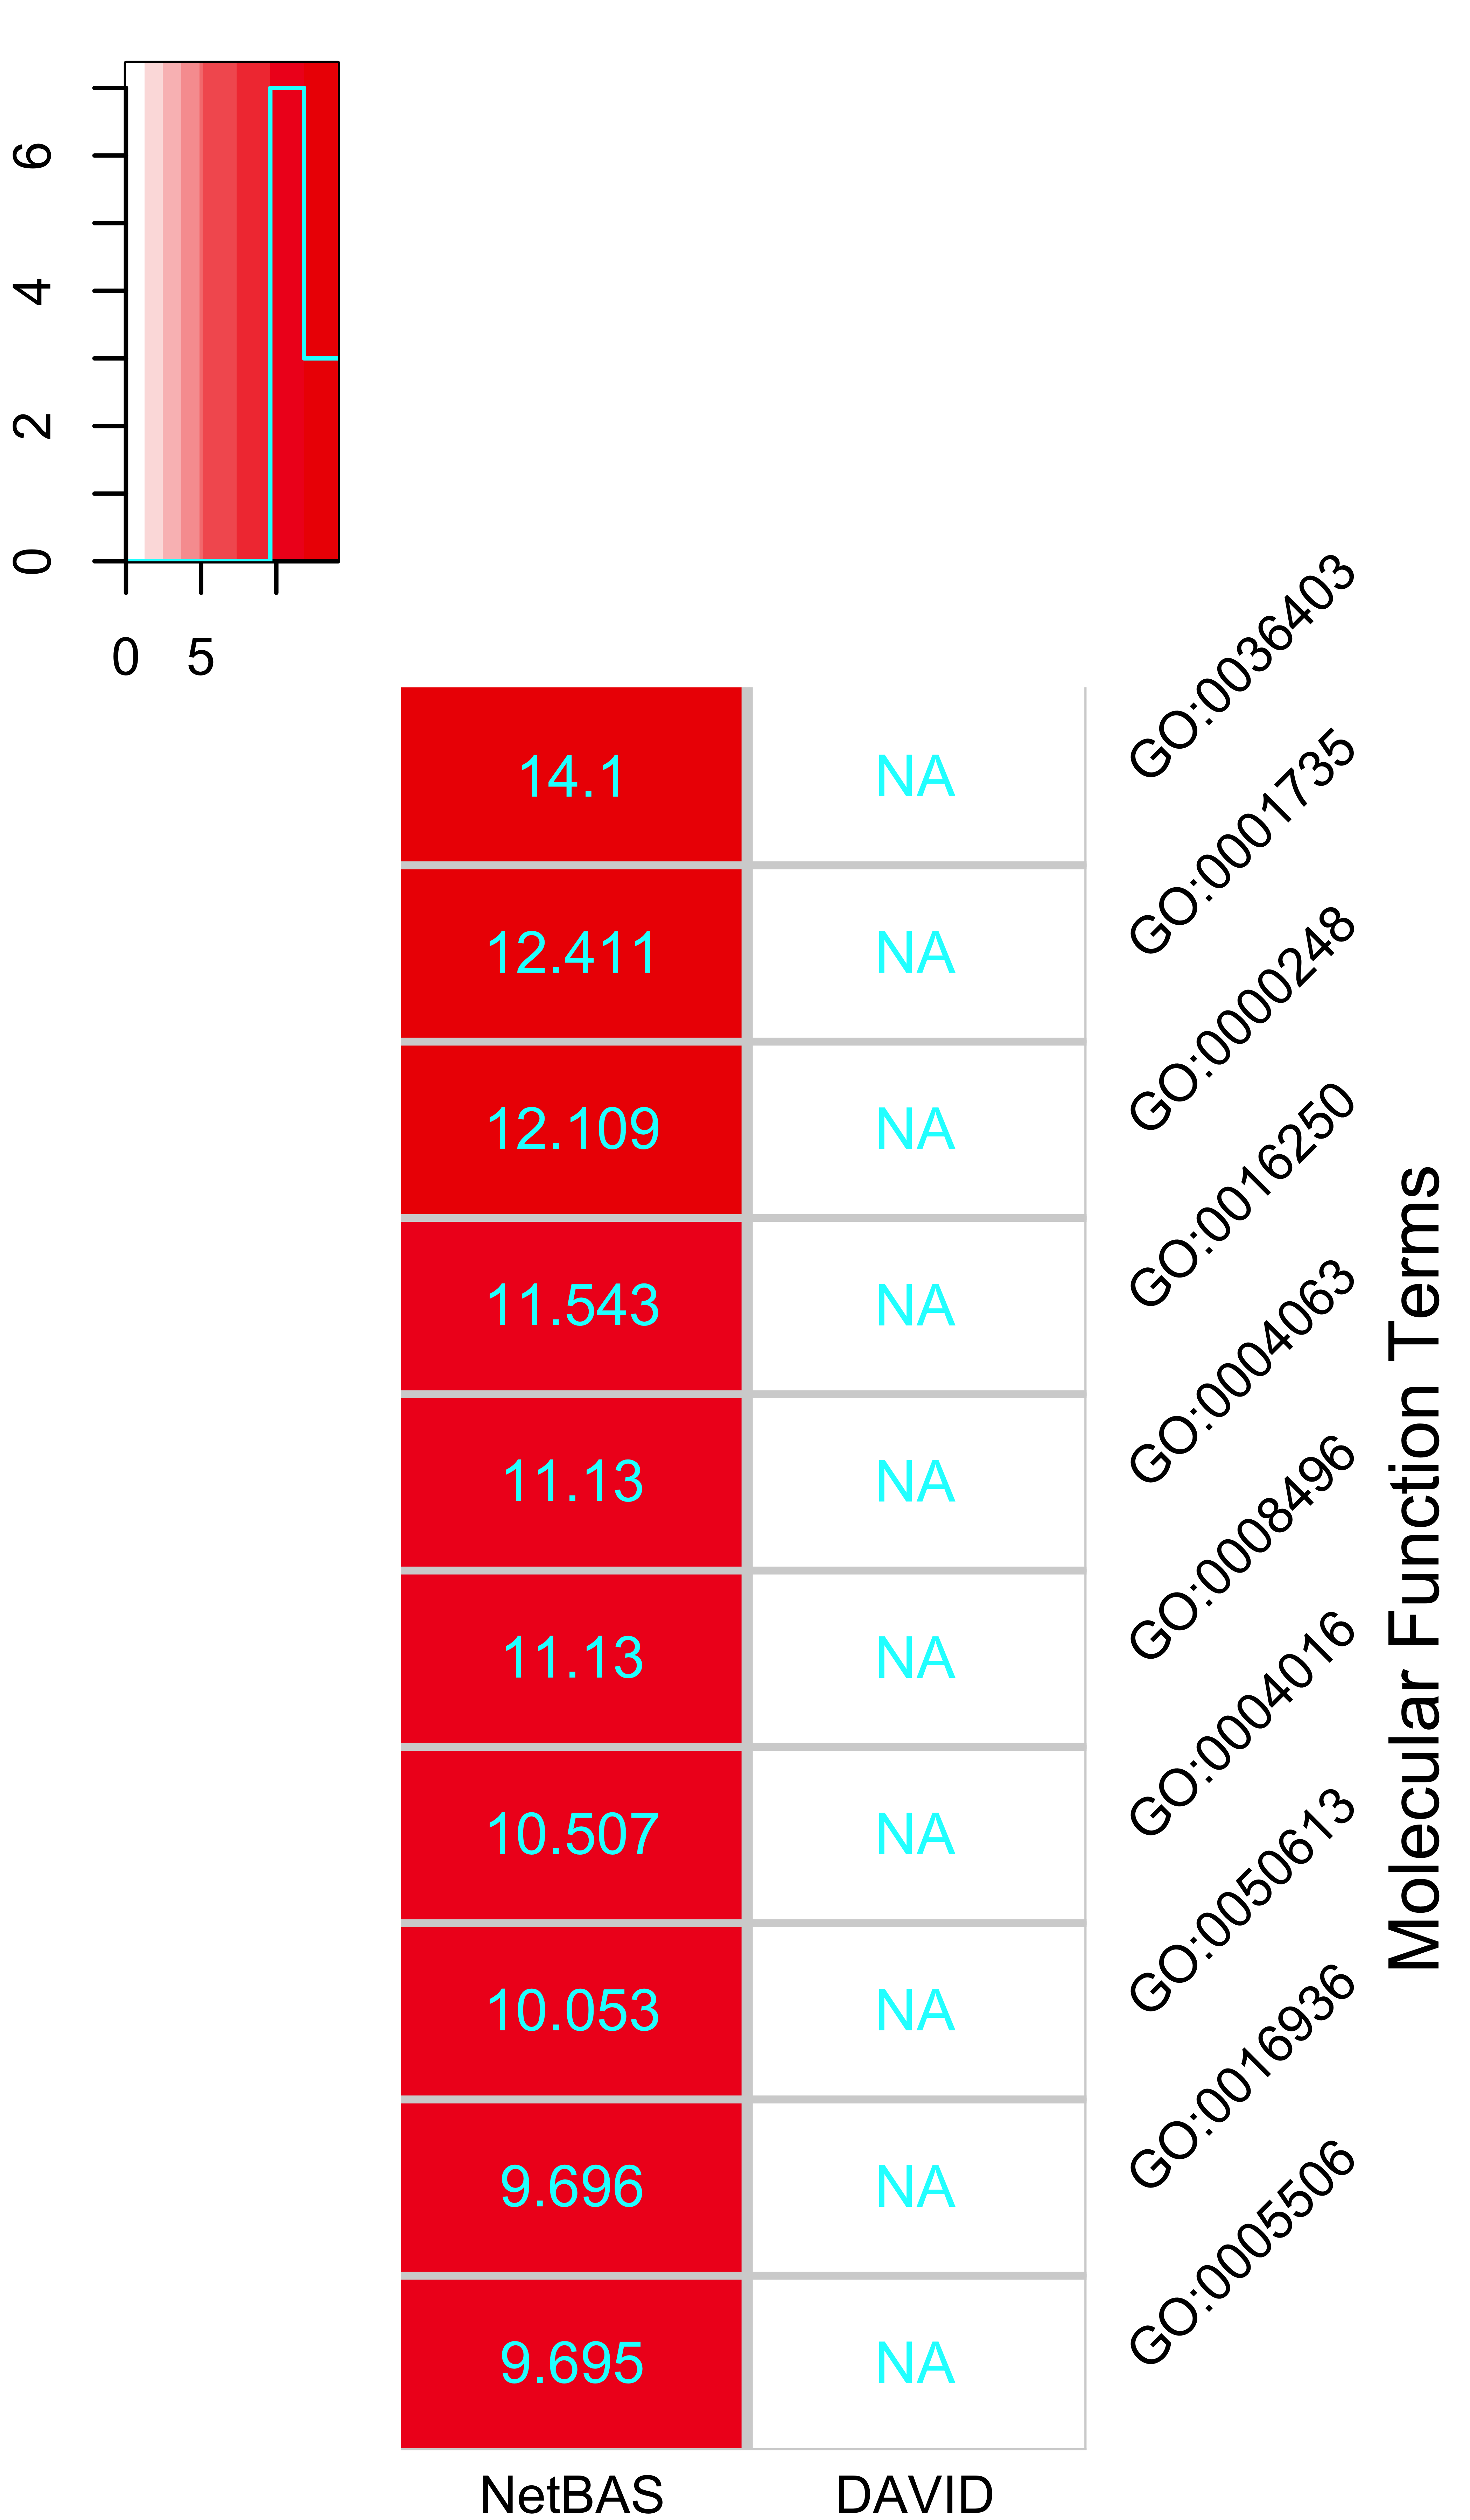 6
4
2
0
0 5
14.1 NA GO:0036403
12.411 NA GO:0001735
12.109 NA GO:0000248
11.543 NA GO:0016250
11.13 NA GO:0004063
11.13 NA GO:0008496
10.507 NA GO:0004016
10.053 NA GO:0050613
9.696 NA GO:0016936
9.695 NA GO:0005506
Molecular Function Terms
NetBAS DAVID